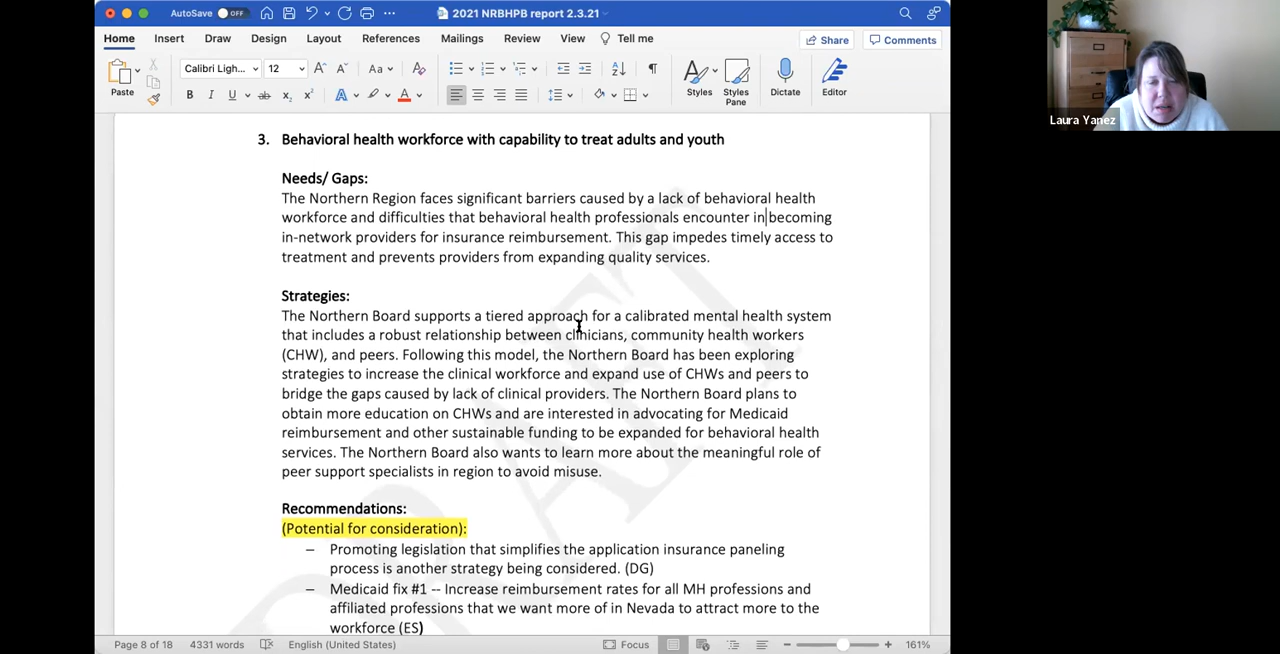 AutoSave OFF 2021 NRBHPB report 2.3.21
Home Insert Draw Design Layout References Mailings Review View Tell me Share Comments
Calibri Ligh... 12 Aa
Paste B I U ab x₂ x² A A Styles Styles Pane Dictate Editor
Laura Yanez
3. Behavioral health workforce with capability to treat adults and youth
Needs/ Gaps:
The Northern Region faces significant barriers caused by a lack of behavioral health
workforce and difficulties that behavioral health professionals encounter in becoming
in-network providers for insurance reimbursement. This gap impedes timely access to
treatment and prevents providers from expanding quality services.
Strategies:
The Northern Board supports a tiered approach for a calibrated mental health system
that includes a robust relationship between clinicians, community health workers
(CHW), and peers. Following this model, the Northern Board has been exploring
strategies to increase the clinical workforce and expand use of CHWs and peers to
bridge the gaps caused by lack of clinical providers. The Northern Board plans to
obtain more education on CHWs and are interested in advocating for Medicaid
reimbursement and other sustainable funding to be expanded for behavioral health
services. The Northern Board also wants to learn more about the meaningful role of
peer support specialists in region to avoid misuse.
Recommendations:
(Potential for consideration):
– Promoting legislation that simplifies the application insurance paneling
process is another strategy being considered. (DG)
– Medicaid fix #1 -- Increase reimbursement rates for all MH professions and
affiliated professions that we want more of in Nevada to attract more to the
workforce (ES)
DRAFT
Page 8 of 18 4331 words English (United States) Focus 161%